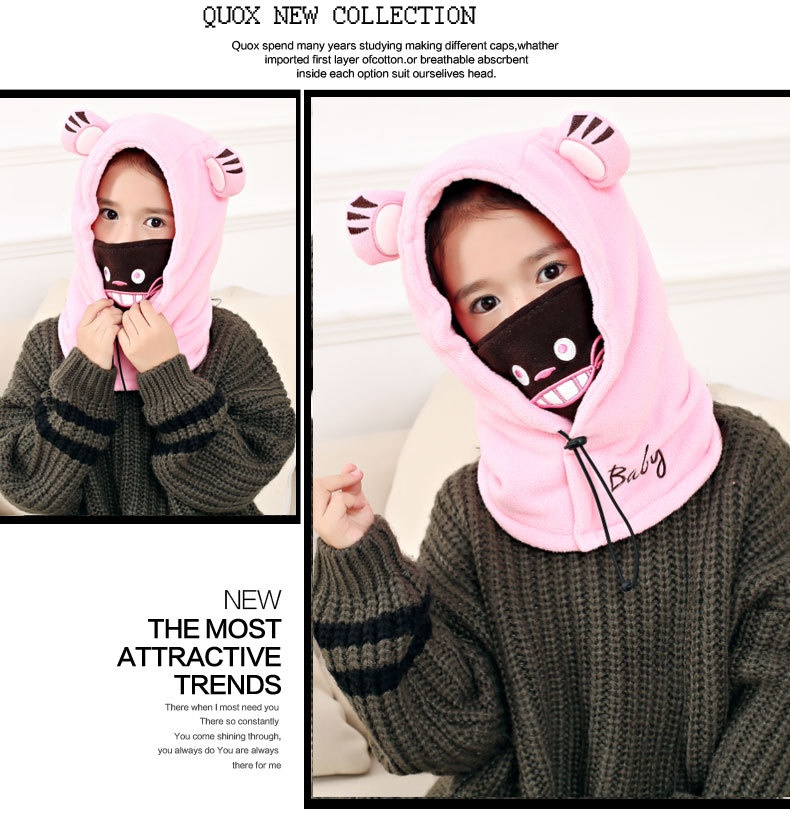 QUOX NEW COLLECTION
Quox spend many years studying making different caps,whather
imported first layer ofcotton.or breathable abscrbent
inside each option suit ourselives head.
Baby
NEW
THE MOST
ATTRACTIVE
TRENDS
There when I most need you
There so constantly
You come shining through,
you always do You are always
there for me